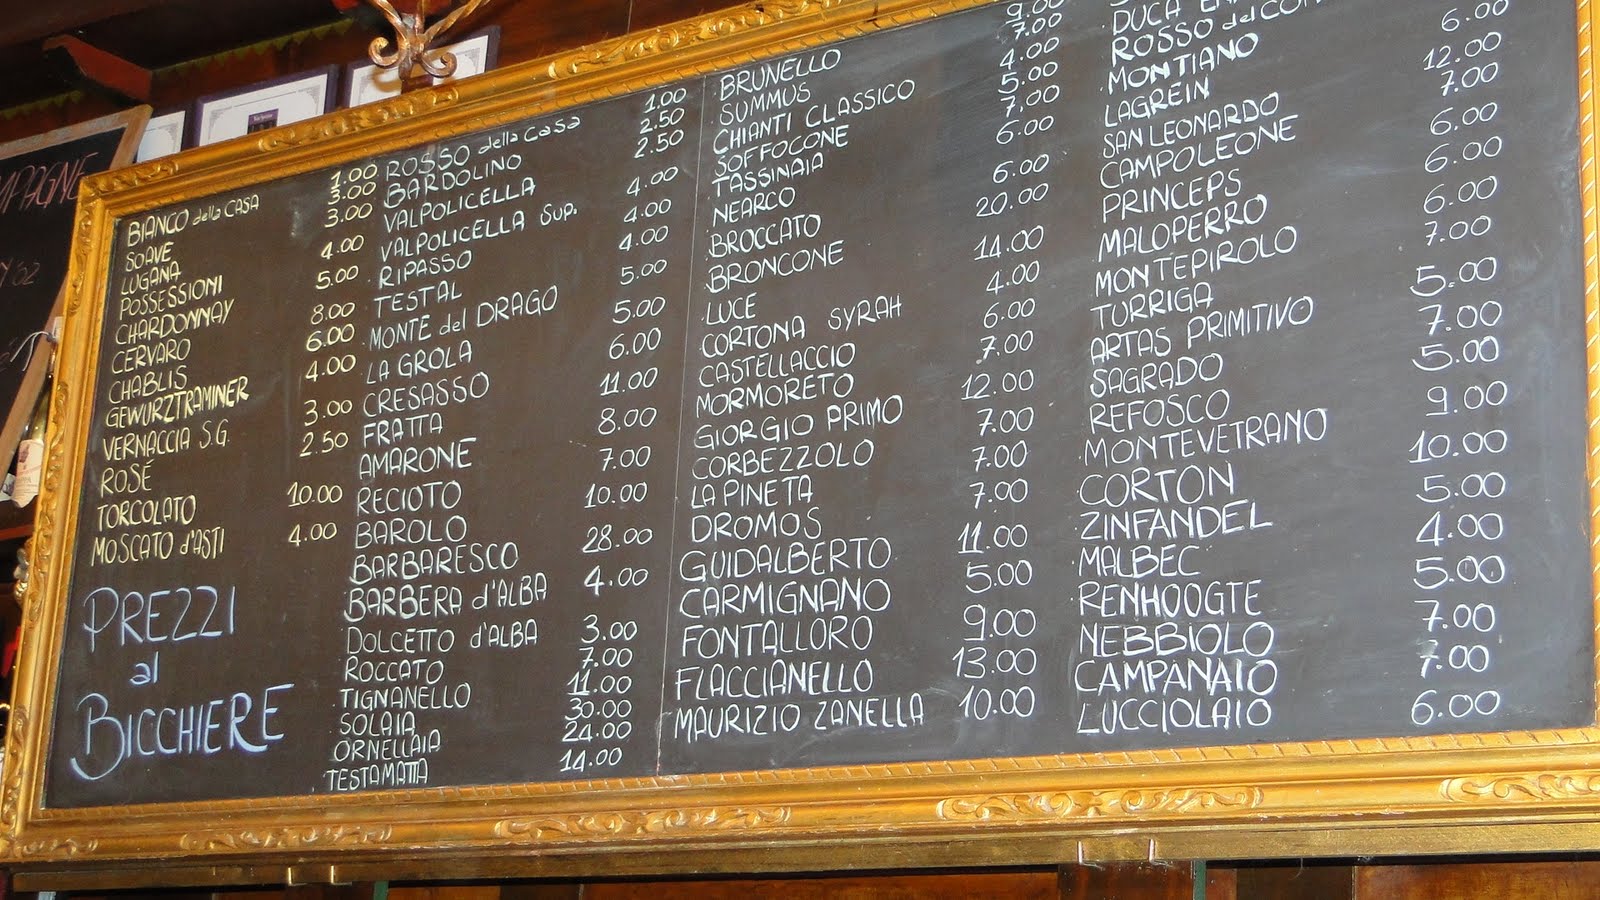 BIANCO della CASA 1.00
SOAVE 3.00
LUGANA 3.00
POSSESSIONI 4.00
CHARDONNAY 5.00
CERVARO 8.00
CHABLIS 6.00
GEWURZTRAMINER 4.00
VERNACCIA S.G. 3.00
ROSÉ 2.50
TORCOLATO 10.00
MOSCATO d'ASTI 4.00
PREZZI
al
BICCHIERE
ROSSO della CASA 1.00
BARDOLINO 2.50
VALPOLICELLA 2.50
VALPOLICELLA Sup. 4.00
RIPASSO 4.00
TESTAL 4.00
MONTE del DRAGO 5.00
LA GROLA 5.00
CRESASSO 6.00
FRATTA 11.00
AMARONE 8.00
RECIOTO 7.00
BAROLO 10.00
BARBARESCO 28.00
BARBERA d'ALBA 4.00
DOLCETTO d'ALBA 3.00
ROCCATO 7.00
TIGNANELLO 11.00
SOLAIA 30.00
ORNELLAIA 24.00
TESTAMATTA 14.00
BRUNELLO 9.00
SUMMUS 7.00
CHIANTI CLASSICO 4.00
SOFFOCONE 5.00
TASSINAIA 7.00
NEARCO 6.00
BROCCATO 6.00
BRONCONE 20.00
LUCE 14.00
CORTONA SYRAH 4.00
CASTELLACCIO 6.00
MORMORETO 7.00
GIORGIO PRIMO 12.00
CORBEZZOLO 7.00
LA PINETA 7.00
DROMOS 7.00
GUIDALBERTO 11.00
CARMIGNANO 5.00
FONTALLORO 9.00
FLACCIANELLO 13.00
MAURIZIO ZANELLA 10.00
DUCA
ROSSO del
MONTIANO
LAGREIN 6.00
SAN LEONARDO 12.00
CAMPOLEONE 7.00
PRINCEPS 6.00
MALOPERRO 6.00
MONTEPIROLO 6.00
TURRIGA 7.00
ARTAS PRIMITIVO 5.00
SAGRADO 7.00
REFOSCO 5.00
MONTEVETRANO 9.00
CORTON 10.00
ZINFANDEL 5.00
MALBEC 4.00
RENHOOGTE 5.00
NEBBIOLO 7.00
CAMPANAIO 7.00
LUCCIOLAIO 6.00